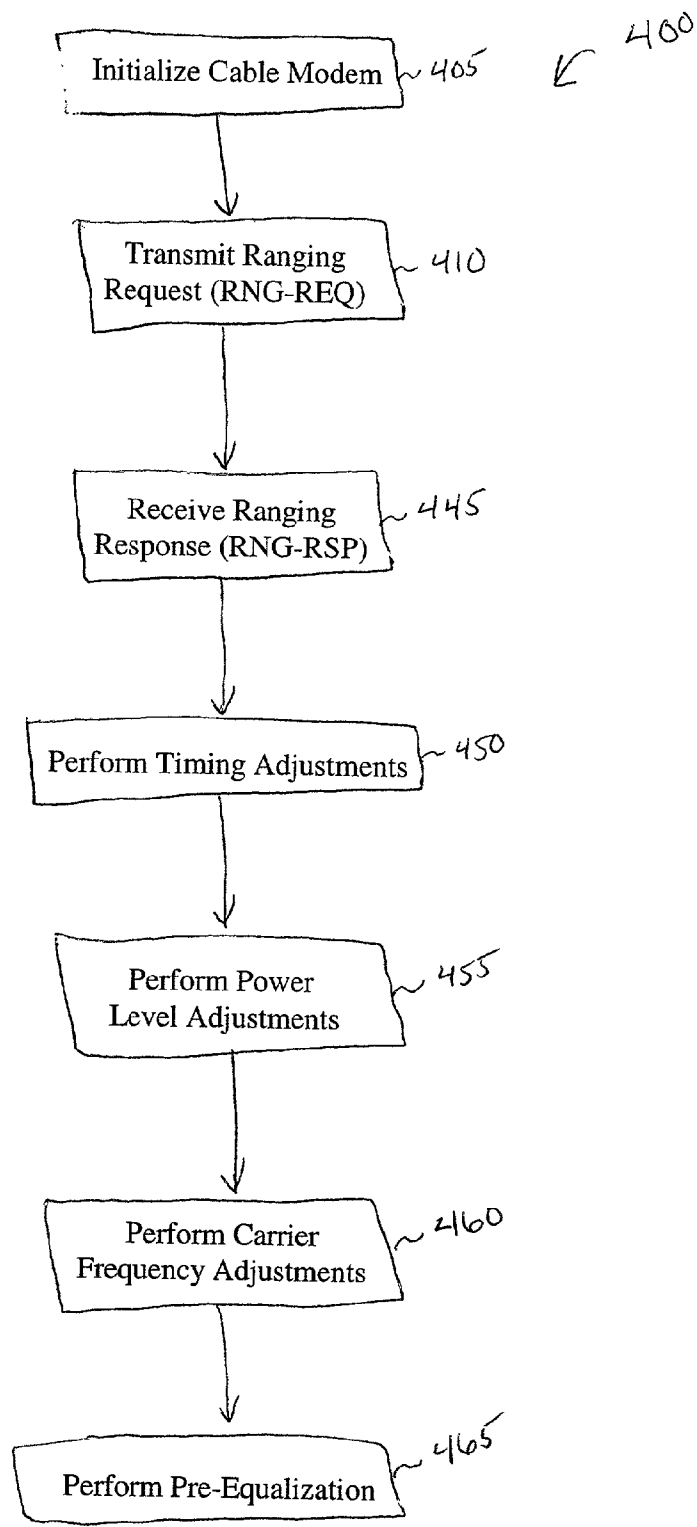 400
Initialize Cable Modem 405
Transmit Ranging 410
Request (RNG-REQ)
Receive Ranging 445
Response (RNG-RSP)
Perform Timing Adjustments 450
Perform Power 455
Level Adjustments
Perform Carrier 460
Frequency Adjustments
Perform Pre-Equalization 465